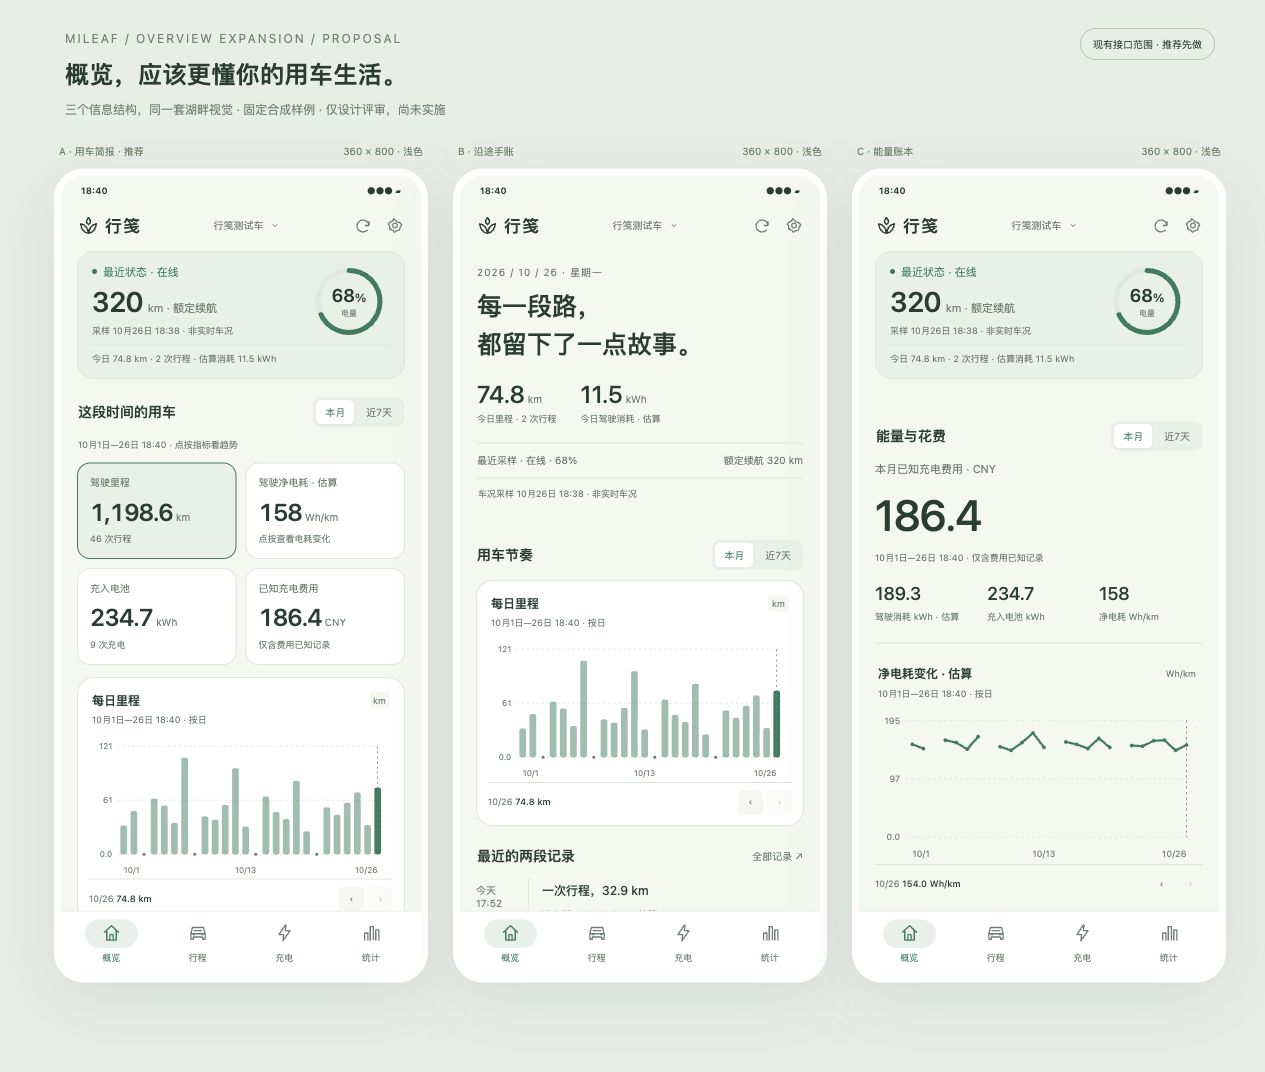 MILEAF / OVERVIEW EXPANSION / PROPOSAL
现有接口范围 · 推荐先做
概览，应该更懂你的用车生活。
三个信息结构，同一套湖畔视觉 · 固定合成样例 · 仅设计评审，尚未实施
A · 用车简报 · 推荐
360 × 800 · 浅色
18:40
行笺
行笺测试车
最近状态 · 在线
320 km · 额定续航
68%
电量
采样 10月26日 18:38 · 非实时车况
今日 74.8 km · 2 次行程 · 估算消耗 11.5 kWh
这段时间的用车
本月
近7天
10月1日—26日 18:40 · 点按指标看趋势
驾驶里程
1,198.6 km
46 次行程
驾驶净电耗 · 估算
158 Wh/km
点按查看电耗变化
充入电池
234.7 kWh
9 次充电
已知充电费用
186.4 CNY
仅含费用已知记录
每日里程
km
10月1日—26日 18:40 · 按日
121
61
0.0
10/1
10/13
10/26
10/26 74.8 km
‹
›
概览
行程
充电
统计
B · 沿途手账
360 × 800 · 浅色
18:40
行笺
行笺测试车
2026 / 10 / 26 · 星期一
每一段路，
都留下了一点故事。
74.8 km
今日里程 · 2 次行程
11.5 kWh
今日驾驶消耗 · 估算
最近采样 · 在线 · 68%
额定续航 320 km
车况采样 10月26日 18:38 · 非实时车况
用车节奏
本月
近7天
每日里程
km
10月1日—26日 18:40 · 按日
121
61
0.0
10/1
10/13
10/26
10/26 74.8 km
‹
›
最近的两段记录
全部记录 ↗
今天
17:52
一次行程，32.9 km
概览
行程
充电
统计
C · 能量账本
360 × 800 · 浅色
18:40
行笺
行笺测试车
最近状态 · 在线
320 km · 额定续航
68%
电量
采样 10月26日 18:38 · 非实时车况
今日 74.8 km · 2 次行程 · 估算消耗 11.5 kWh
能量与花费
本月
近7天
本月已知充电费用 · CNY
186.4
10月1日—26日 18:40 · 仅含费用已知记录
189.3
驾驶消耗 kWh · 估算
234.7
充入电池 kWh
158
净电耗 Wh/km
净电耗变化 · 估算
Wh/km
10月1日—26日 18:40 · 按日
195
97
0.0
10/1
10/13
10/26
10/26 154.0 Wh/km
‹
›
概览
行程
充电
统计